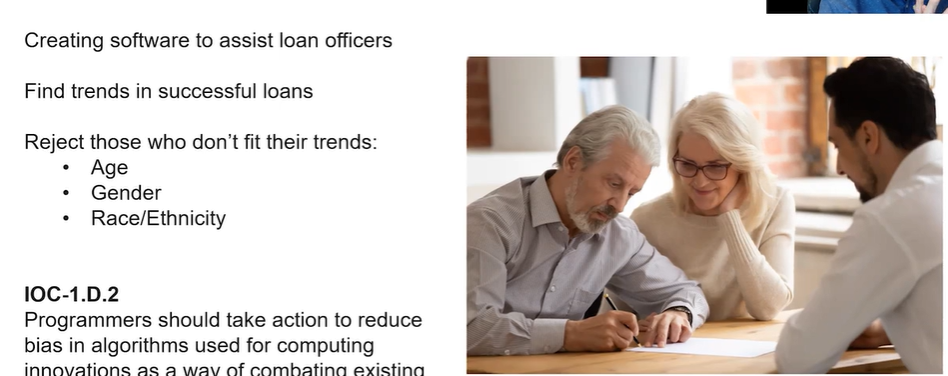 Creating software to assist loan officers
Find trends in successful loans
Reject those who don’t fit their trends:
• Age
• Gender
• Race/Ethnicity
IOC-1.D.2
Programmers should take action to reduce
bias in algorithms used for computing
innovations as a way of combating existing